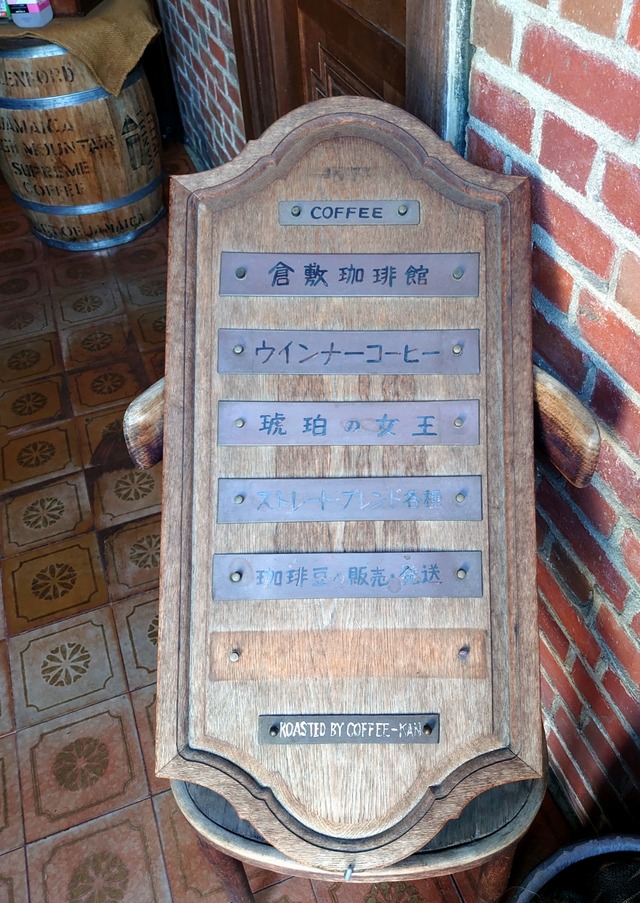 COFFEE
倉敷珈琲館
ウインナーコーヒー
琥珀の女王
ストレート・ブレンド各種
珈琲豆の販売・発送
ROASTED BY COFFEE-KAN
JAMAICA
MOUNTAIN
SUPREME
COFFEE
OF JAMAICA